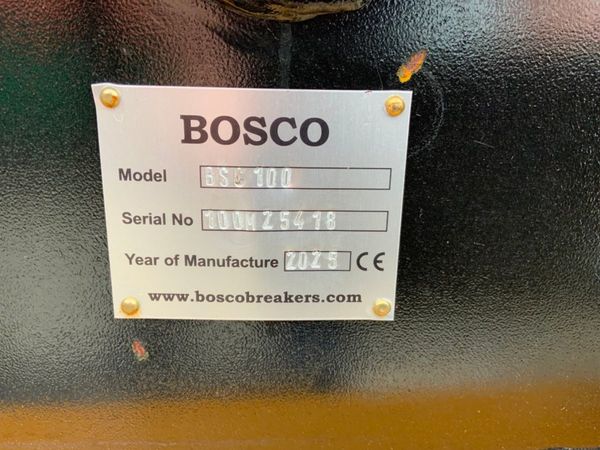 BOSCO
Model BSC 100
Serial No 100MZ5418
Year of Manufacture 2025 CE
www.boscobreakers.com